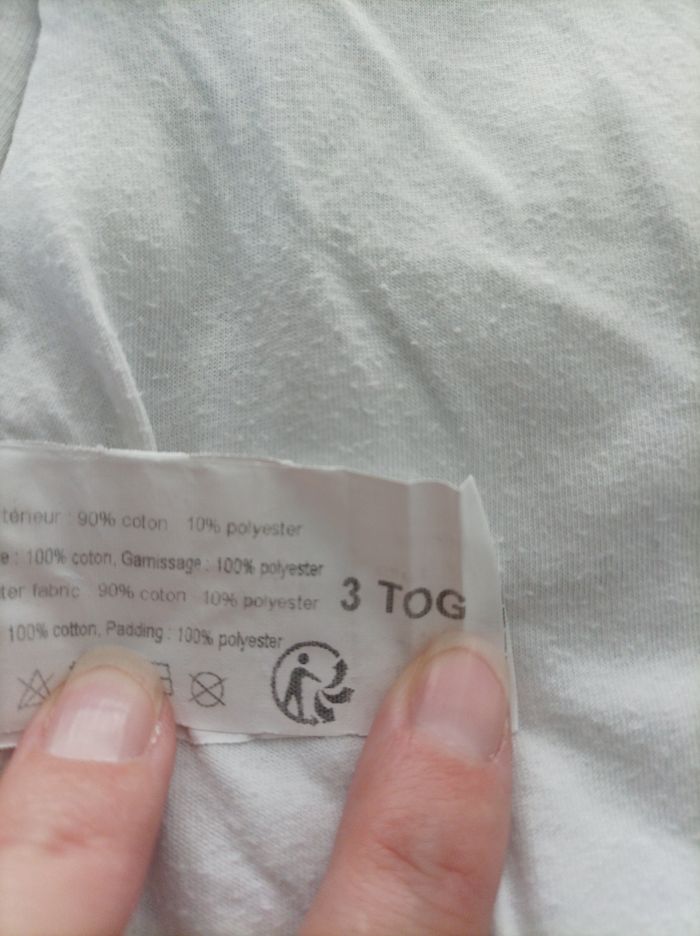 térieur : 90% coton 10% polyester
e : 100% coton, Garnissage : 100% polyester
ter fabric : 90% coton 10% polyester
100% cotton, Padding : 100% polyester
3 TOG